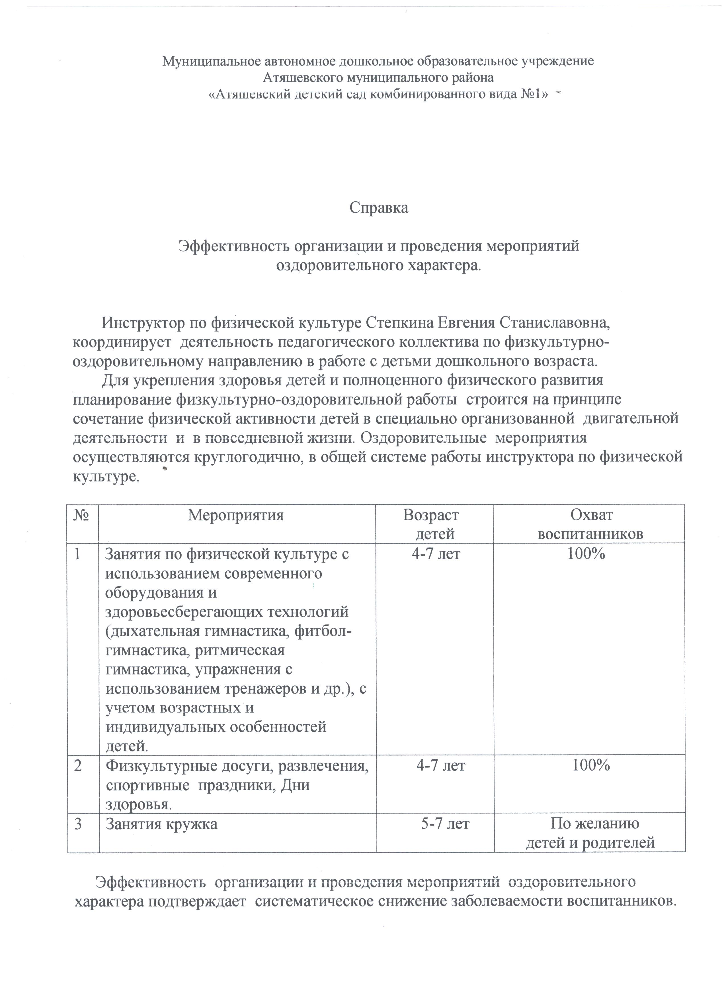 Муниципальное автономное дошкольное образовательное учреждение
Атяшевского муниципального района
«Атяшевский детский сад комбинированного вида №1»
Справка
Эффективность организации и проведения мероприятий
оздоровительного характера.
Инструктор по физической культуре Степкина Евгения Станиславовна,
координирует деятельность педагогического коллектива по физкультурно-
оздоровительному направлению в работе с детьми дошкольного возраста.
Для укрепления здоровья детей и полноценного физического развития
планирование физкультурно-оздоровительной работы строится на принципе
сочетание физической активности детей в специально организованной двигательной
деятельности и в повседневной жизни. Оздоровительные мероприятия
осуществляются круглогодично, в общей системе работы инструктора по физической
культуре.
№ Мероприятия Возраст Охват
детей воспитанников
1 Занятия по физической культуре с 4-7 лет 100%
использованием современного
оборудования и
здоровьесберегающих технологий
(дыхательная гимнастика, фитбол-
гимнастика, ритмическая
гимнастика, упражнения с
использованием тренажеров и др.), с
учетом возрастных и
индивидуальных особенностей
детей.
2 Физкультурные досуги, развлечения, 4-7 лет 100%
спортивные праздники, Дни
здоровья.
3 Занятия кружка 5-7 лет По желанию
детей и родителей
Эффективность организации и проведения мероприятий оздоровительного
характера подтверждает систематическое снижение заболеваемости воспитанников.